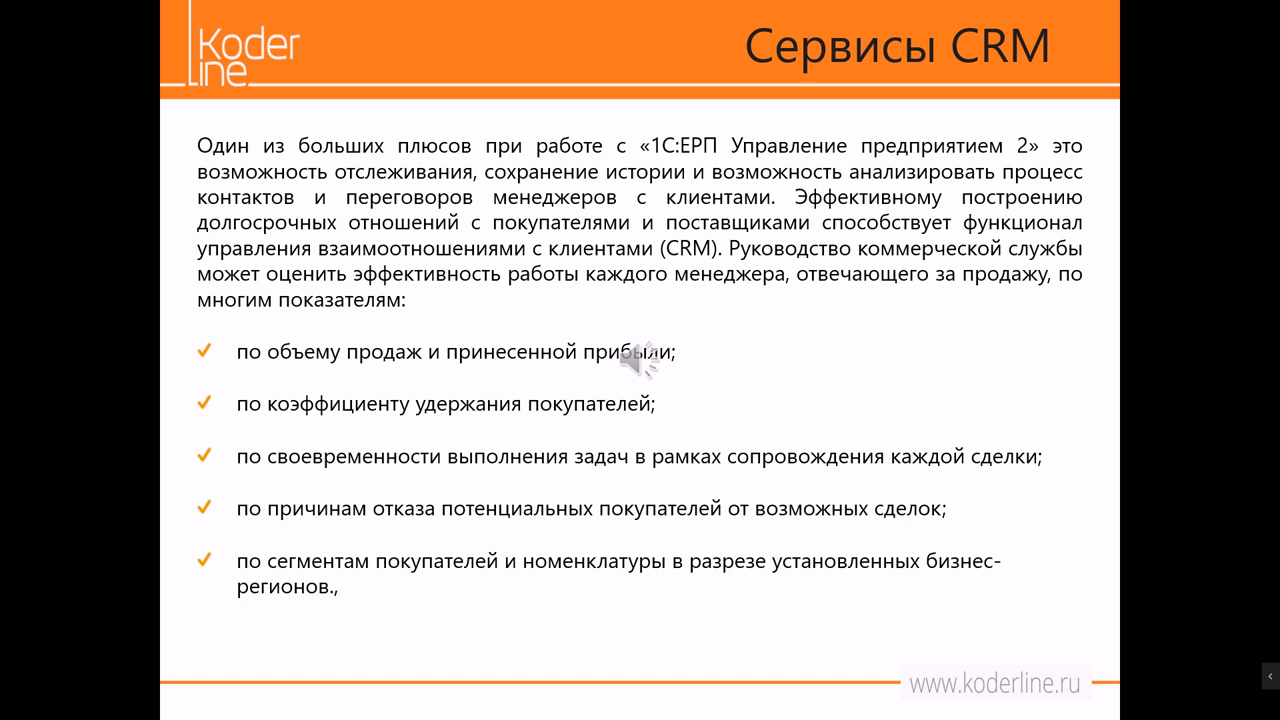 Koder
line
Сервисы CRM
Один из больших плюсов при работе с «1С:ЕРП Управление предприятием 2» это
возможность отслеживания, сохранение истории и возможность анализировать процесс
контактов и переговоров менеджеров с клиентами. Эффективному построению
долгосрочных отношений с покупателями и поставщиками способствует функционал
управления взаимоотношениями с клиентами (CRM). Руководство коммерческой службы
может оценить эффективность работы каждого менеджера, отвечающего за продажу, по
многим показателям:
по объему продаж и принесенной прибыли;
по коэффициенту удержания покупателей;
по своевременности выполнения задач в рамках сопровождения каждой сделки;
по причинам отказа потенциальных покупателей от возможных сделок;
по сегментам покупателей и номенклатуры в разрезе установленных бизнес-
регионов.,
www.koderline.ru